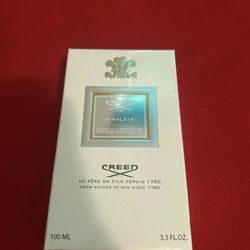 CREED
HIMALAYA
CREED
DE PÈRE EN FILS DEPUIS 1760
FROM FATHER TO SON SINCE 1760
100 ML
3.3 FL.OZ.